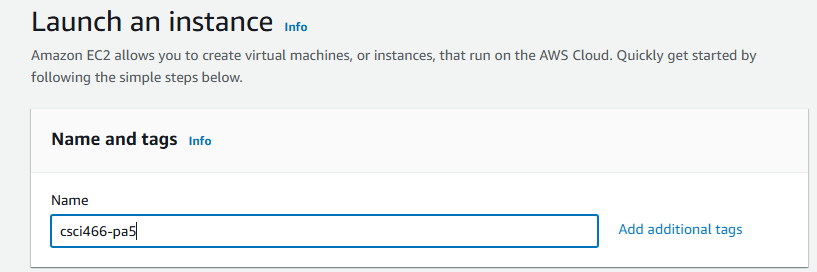 Launch an instance Info
Amazon EC2 allows you to create virtual machines, or instances, that run on the AWS Cloud. Quickly get started by
following the simple steps below.
Name and tags Info
Name
csci466-pa5
Add additional tags